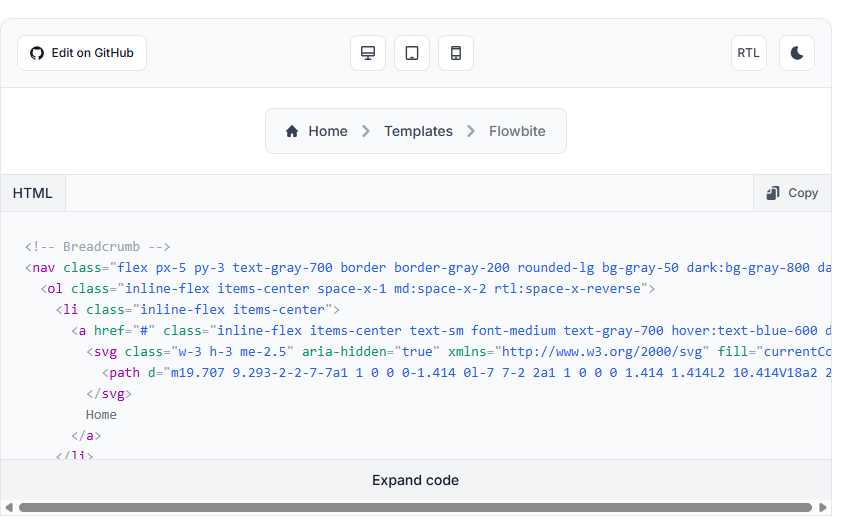 Edit on GitHub
RTL
Home Templates Flowbite
HTML
Copy
<!-- Breadcrumb -->
<nav class="flex px-5 py-3 text-gray-700 border border-gray-200 rounded-lg bg-gray-50 dark:bg-gray-800 da
<ol class="inline-flex items-center space-x-1 md:space-x-2 rtl:space-x-reverse">
<li class="inline-flex items-center">
<a href="#" class="inline-flex items-center text-sm font-medium text-gray-700 hover:text-blue-600 d
<svg class="w-3 h-3 me-2.5" aria-hidden="true" xmlns="http://www.w3.org/2000/svg" fill="currentCo
<path d="m19.707 9.293-2-2-7-7a1 1 0 0 0-1.414 0l-7 7-2 2a1 1 0 0 0 1.414 1.414L2 10.414V18a2 2
</svg>
Home
</a>
</li>
Expand code